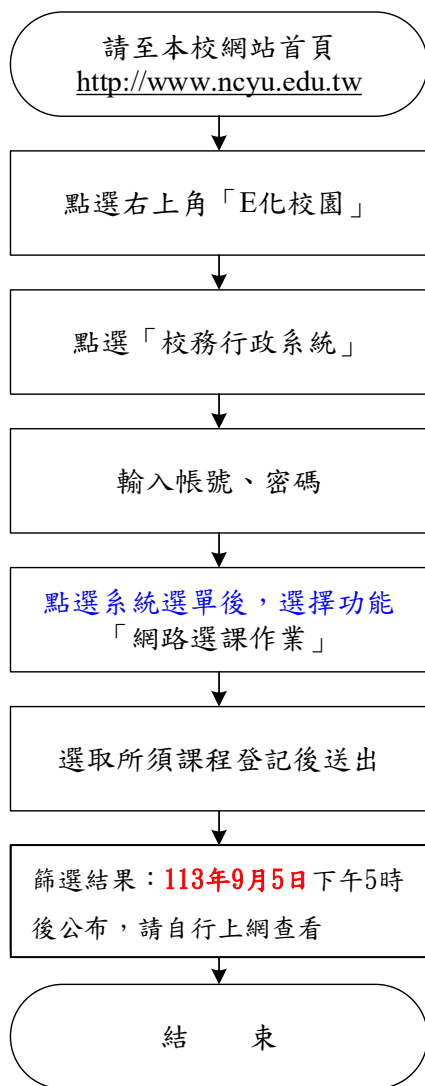 請至本校網站首頁
http://www.ncyu.edu.tw
點選右上角「E化校園」
點選「校務行政系統」
輸入帳號、密碼
點選系統選單後，選擇功能
「網路選課作業」
選取所須課程登記後送出
篩選結果：113年9月5日下午5時
後公布，請自行上網查看
結　　束